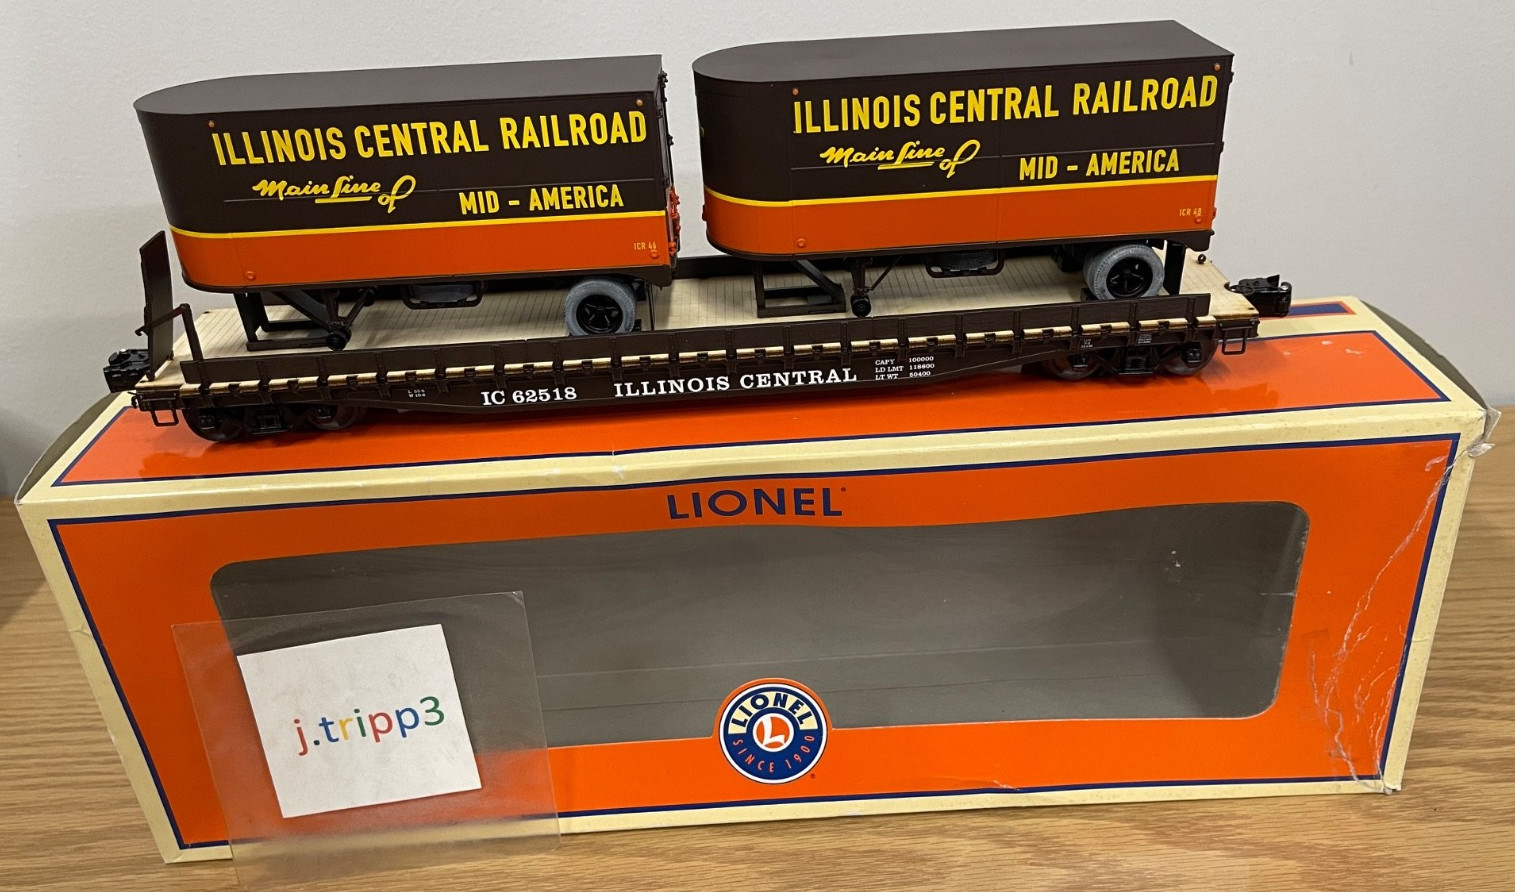 ILLINOIS CENTRAL RAILROAD
Main Line of MID - AMERICA
ICR 46
ILLINOIS CENTRAL RAILROAD
Main Line of MID - AMERICA
ICR 48
IC 62518 ILLINOIS CENTRAL
CAPY 100000
LD LMT 118600
LT WT 50400
LIONEL
LIONEL
L
SINCE 1900
j.tripp3